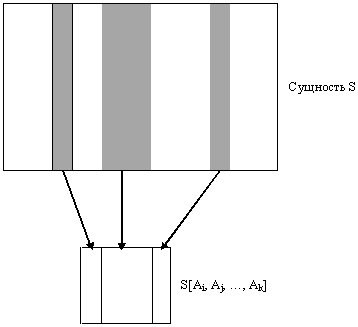 Сущность S
S[Ai, Aj, ..., Ak]